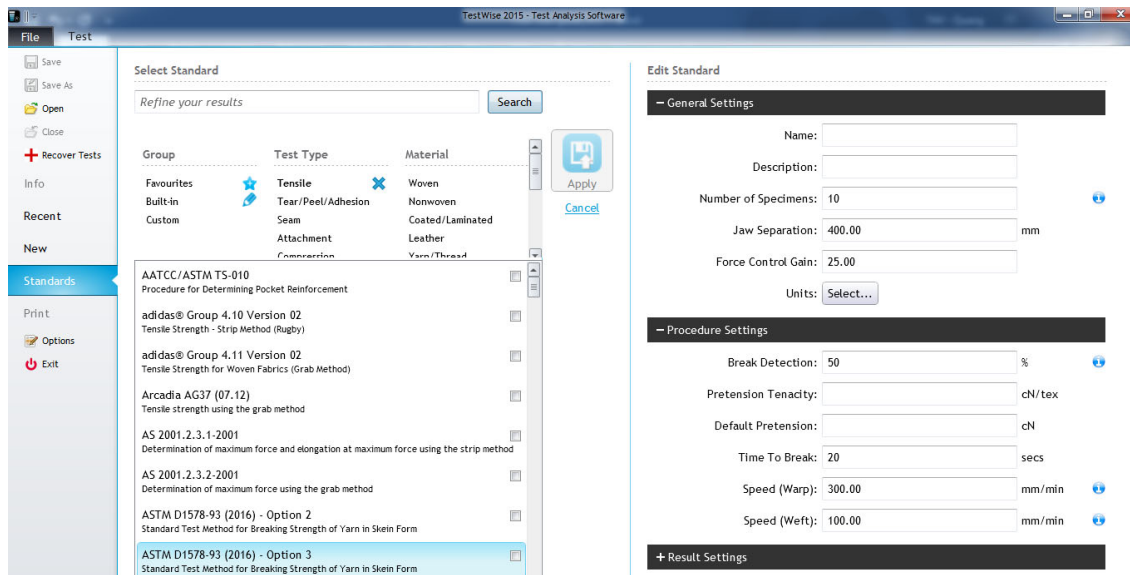 TestWise 2015 - Test Analysis Software
File Test
Save
Save As
Open
Close
Recover Tests
Info
Recent
New
Standards
Print
Options
Exit
Select Standard
Refine your results Search
Group Test Type Material
Favourites Tensile Woven
Built-in Tear/Peel/Adhesion Nonwoven
Custom Seam Coated/Laminated
Attachment Leather
Compression Yarn/Thread
Apply
Cancel
AATCC/ASTM TS-010
Procedure for Determining Pocket Reinforcement
adidas® Group 4.10 Version 02
Tensile Strength - Strip Method (Rugby)
adidas® Group 4.11 Version 02
Tensile Strength for Woven Fabrics (Grab Method)
Arcadia AG37 (07.12)
Tensile strength using the grab method
AS 2001.2.3.1-2001
Determination of maximum force and elongation at maximum force using the strip method
AS 2001.2.3.2-2001
Determination of maximum force using the grab method
ASTM D1578-93 (2016) - Option 2
Standard Test Method for Breaking Strength of Yarn in Skein Form
ASTM D1578-93 (2016) - Option 3
Standard Test Method for Breaking Strength of Yarn in Skein Form
Edit Standard
− General Settings
Name:
Description:
Number of Specimens: 10
Jaw Separation: 400.00 mm
Force Control Gain: 25.00
Units: Select...
− Procedure Settings
Break Detection: 50 %
Pretension Tenacity: cN/tex
Default Pretension: cN
Time To Break: 20 secs
Speed (Warp): 300.00 mm/min
Speed (Weft): 100.00 mm/min
+ Result Settings